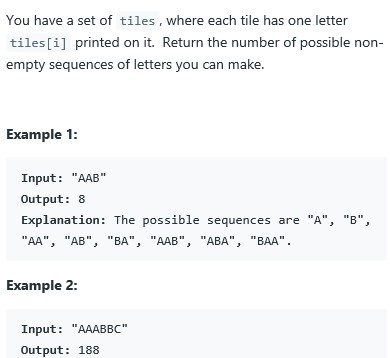 You have a set of tiles, where each tile has one letter
tiles[i] printed on it. Return the number of possible non-
empty sequences of letters you can make.
Example 1:
Input: "AAB"
Output: 8
Explanation: The possible sequences are "A", "B",
"AA", "AB", "BA", "AAB", "ABA", "BAA".
Example 2:
Input: "AAABBC"
Output: 188